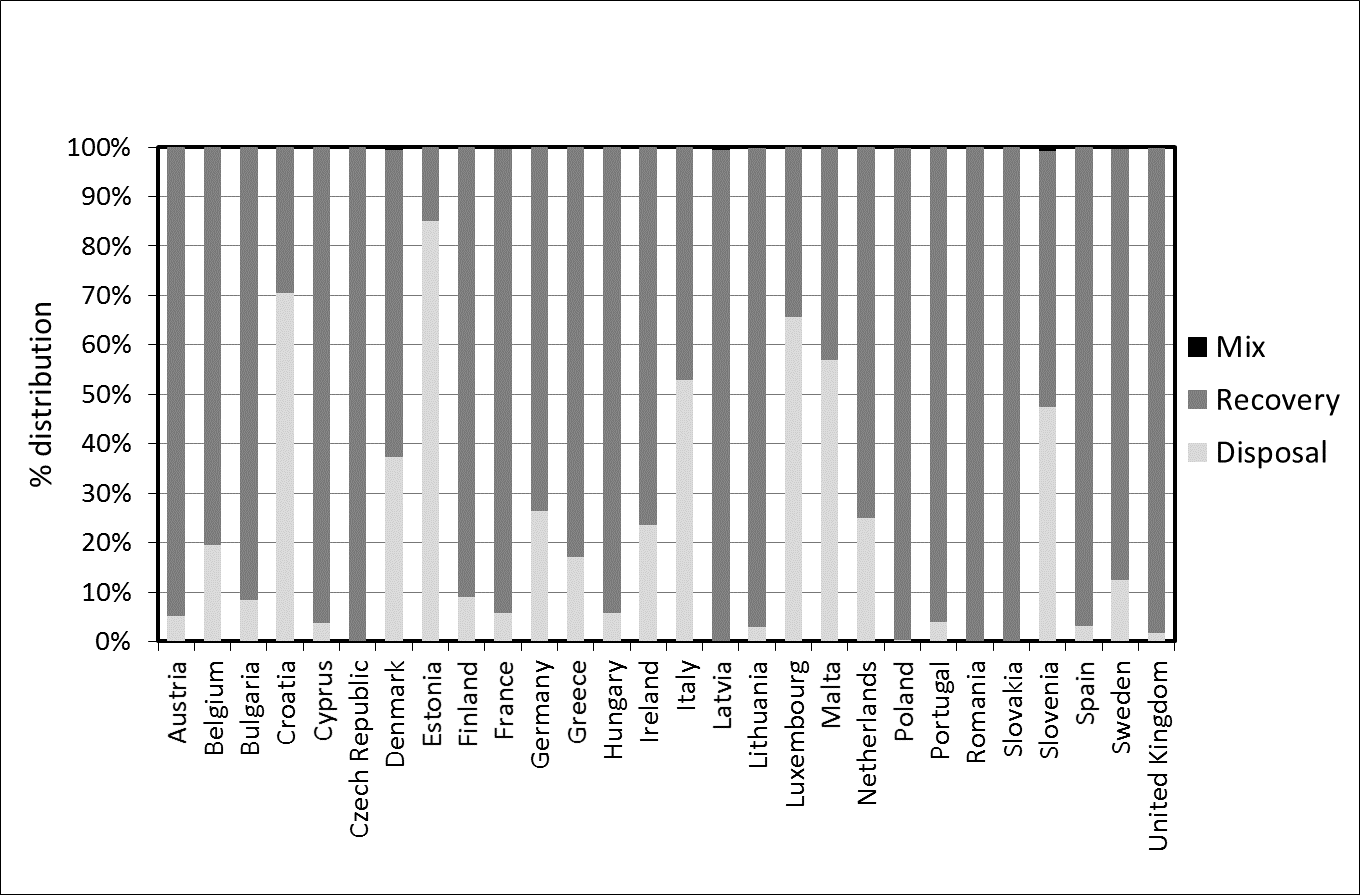 100%
90%
80%
70%
60%
50%
40%
30%
20%
10%
0%
% distribution
Austria
Belgium
Bulgaria
Croatia
Cyprus
Czech Republic
Denmark
Estonia
Finland
France
Germany
Greece
Hungary
Ireland
Italy
Latvia
Lithuania
Luxembourg
Malta
Netherlands
Poland
Portugal
Romania
Slovakia
Slovenia
Spain
Sweden
United Kingdom
Mix
Recovery
Disposal